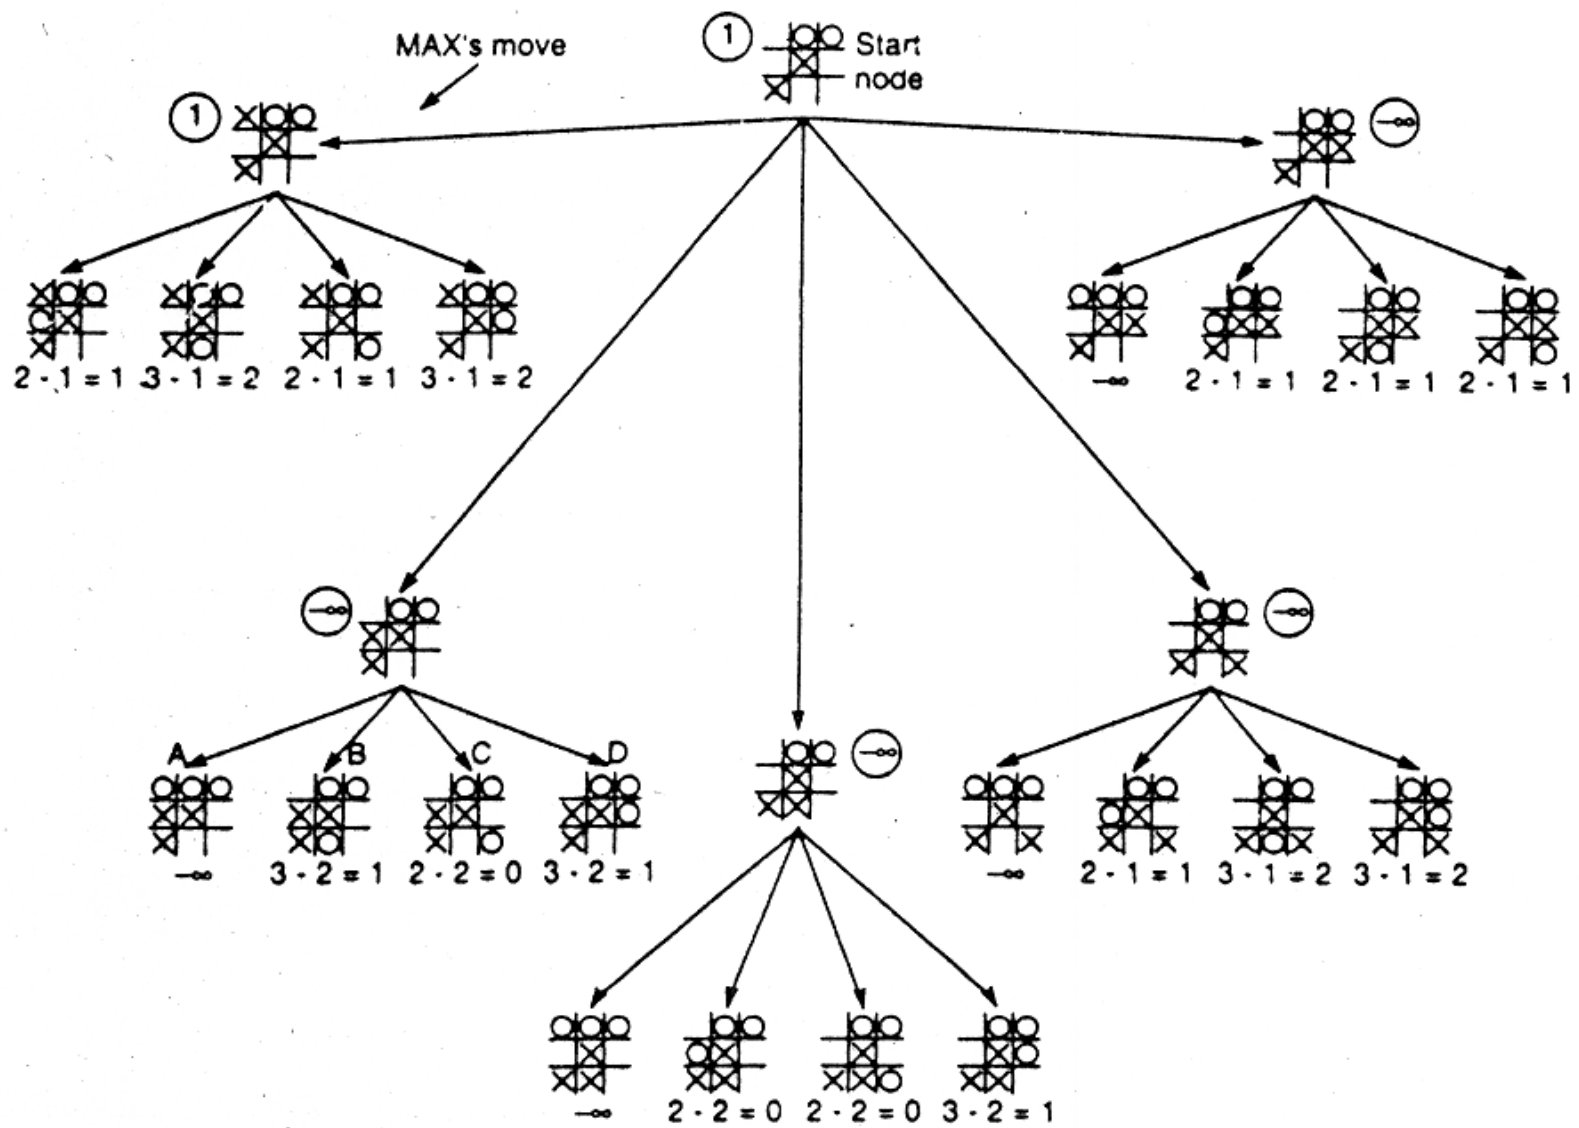 MAX's move
1
Start
node
1
-∞
2 - 1 = 1
3 - 1 = 2
2 - 1 = 1
3 - 1 = 2
-∞
2 - 1 = 1
2 - 1 = 1
2 - 1 = 1
-∞
-∞
A
B
C
D
-∞
3 - 2 = 1
2 - 2 = 0
3 - 2 = 1
-∞
-∞
2 - 1 = 1
3 - 1 = 2
3 - 1 = 2
-∞
2 - 2 = 0
2 - 2 = 0
3 - 2 = 1